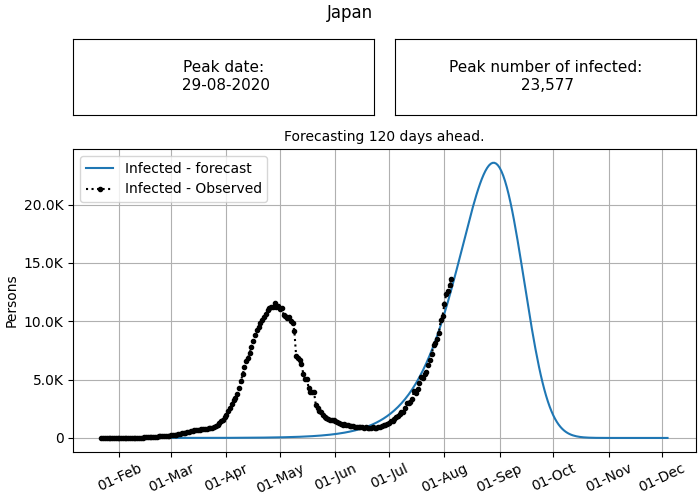 Japan
Peak date:
29-08-2020
Peak number of infected:
23,577
Forecasting 120 days ahead.
Infected - forecast
Infected - Observed
20.0K
15.0K
10.0K
5.0K
0
Persons
01-Feb
01-Mar
01-Apr
01-May
01-Jun
01-Jul
01-Aug
01-Sep
01-Oct
01-Nov
01-Dec